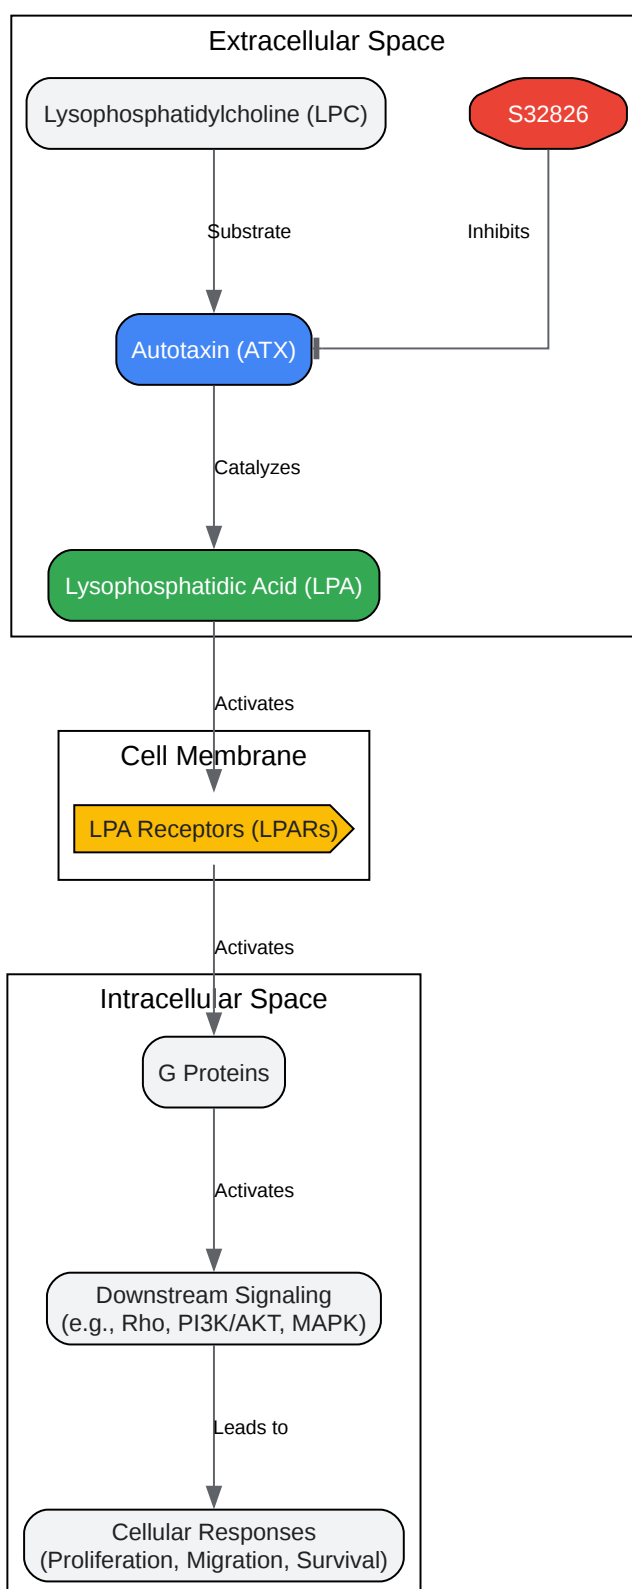 Extracellular Space
Lysophosphatidylcholine (LPC)
S32826
Substrate
Inhibits
Autotaxin (ATX)
Catalyzes
Lysophosphatidic Acid (LPA)
Activates
Cell Membrane
LPA Receptors (LPARs)
Activates
Intracellular Space
G Proteins
Activates
Downstream Signaling
(e.g., Rho, PI3K/AKT, MAPK)
Leads to
Cellular Responses
(Proliferation, Migration, Survival)